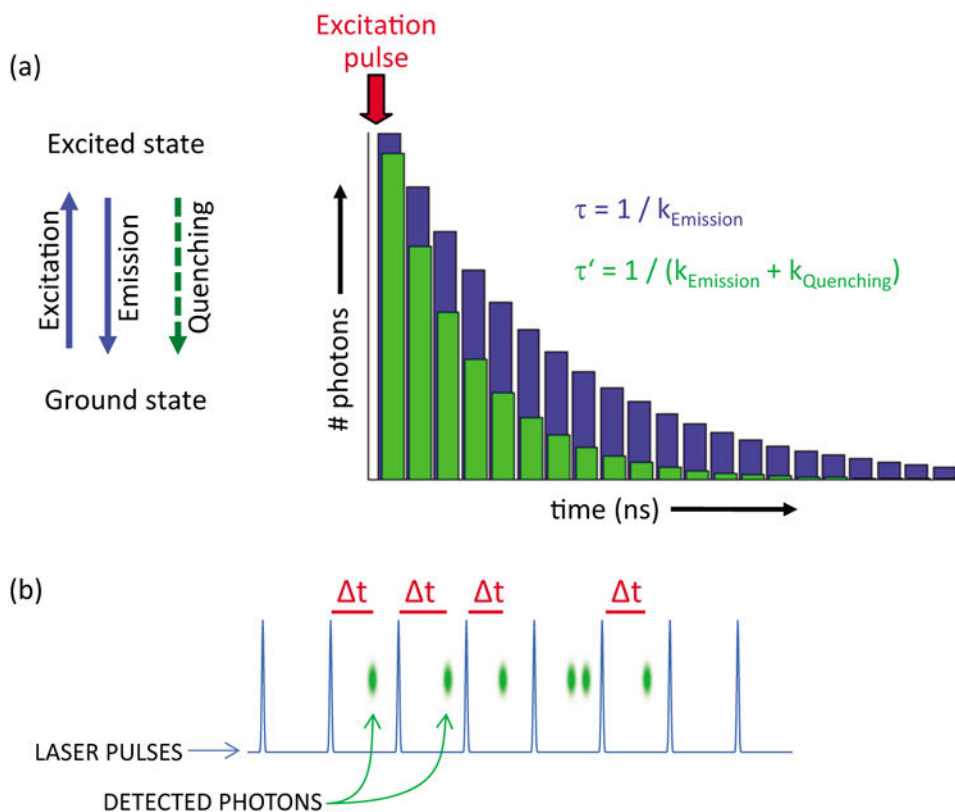 (a)
Excitation
pulse
Excited state
Excitation
Emission
Quenching
Ground state
# photons
τ = 1 / kEmission
τ‘ = 1 / (kEmission + kQuenching)
time (ns)
(b)
Δt Δt Δt Δt
LASER PULSES
DETECTED PHOTONS